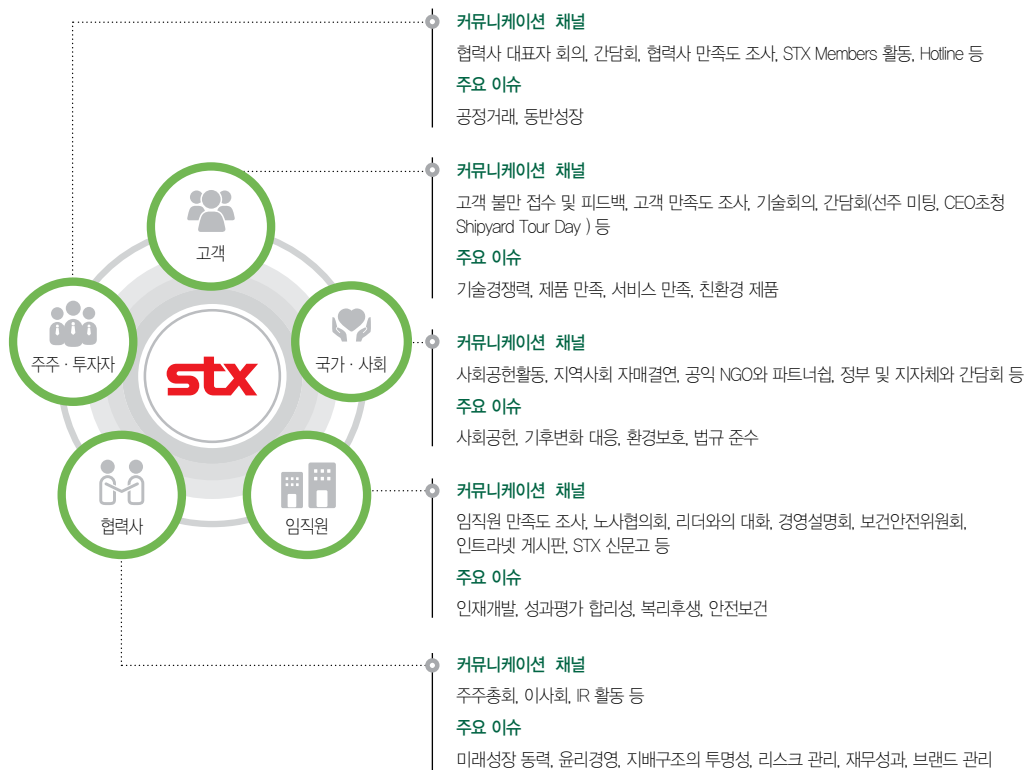 커뮤니케이션 채널
협력사 대표자 회의, 간담회, 협력사 만족도 조사, STX Members 활동, Hotline 등
주요 이슈
공정거래, 동반성장
커뮤니케이션 채널
고객 불만 접수 및 피드백, 고객 만족도 조사, 기술회의, 간담회(선주 미팅, CEO초청
Shipyard Tour Day ) 등
주요 이슈
기술경쟁력, 제품 만족, 서비스 만족, 친환경 제품
커뮤니케이션 채널
사회공헌활동, 지역사회 자매결연, 공익 NGO와 파트너쉽, 정부 및 지자체와 간담회 등
주요 이슈
사회공헌, 기후변화 대응, 환경보호, 법규 준수
커뮤니케이션 채널
임직원 만족도 조사, 노사협의회, 리더와의 대화, 경영설명회, 보건안전위원회,
인트라넷 게시판, STX 신문고 등
주요 이슈
인재개발, 성과평가 합리성, 복리후생, 안전보건
커뮤니케이션 채널
주주총회, 이사회, IR 활동 등
주요 이슈
미래성장 동력, 윤리경영, 지배구조의 투명성, 리스크 관리, 재무성과, 브랜드 관리
고객
주주 · 투자자
국가 · 사회
stx
협력사
임직원